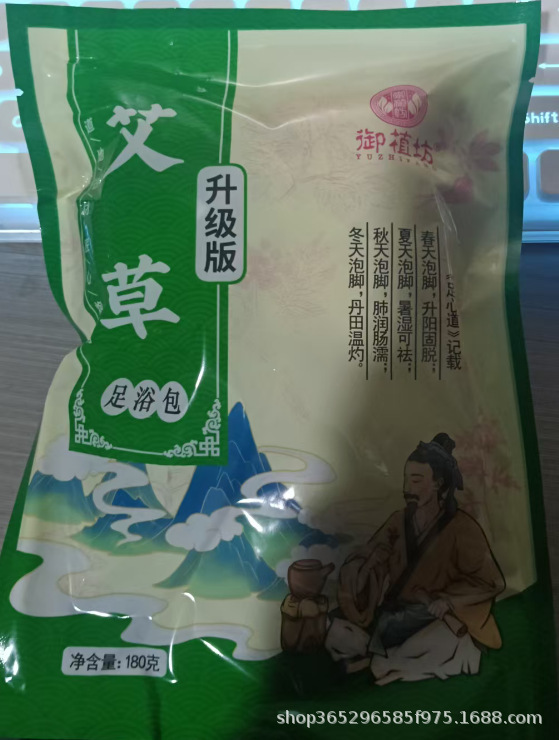 艾草
升级版
足浴包
御植坊
道》记载
春天泡脚，升阳固脱；
夏天泡脚，暑湿可祛；
秋天泡脚，肺润肠濡；
冬天泡脚，丹田温灼。
净含量：180克
Shift
shop365296585f975.1688.com